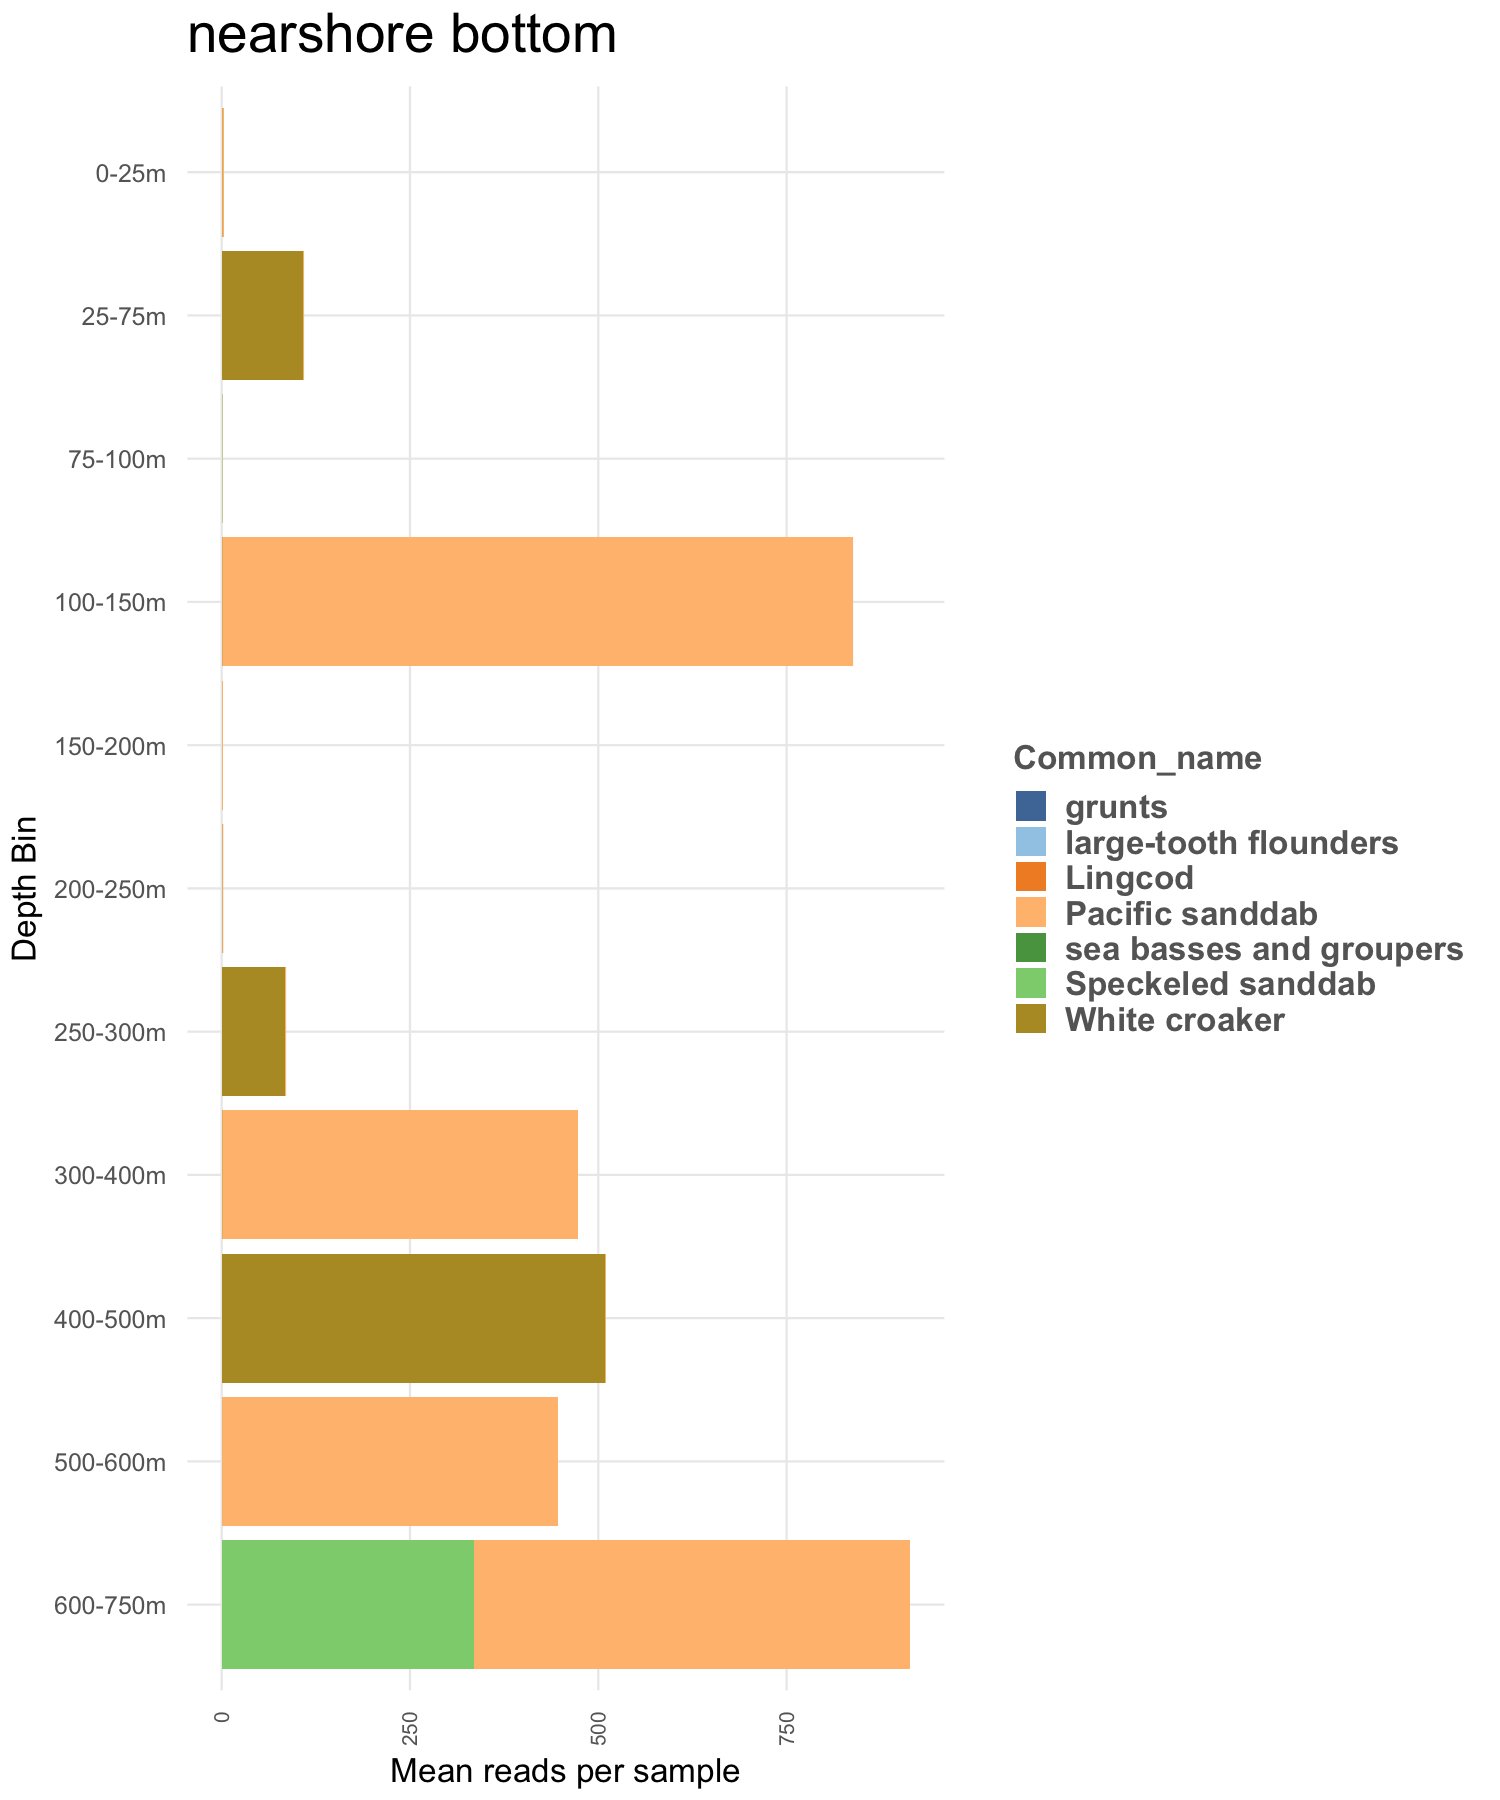 nearshore bottom
0-25m
25-75m
75-100m
100-150m
150-200m
200-250m
250-300m
300-400m
400-500m
500-600m
600-750m
Depth Bin
0
250
500
750
Mean reads per sample
Common_name
grunts
large-tooth flounders
Lingcod
Pacific sanddab
sea basses and groupers
Speckeled sanddab
White croaker